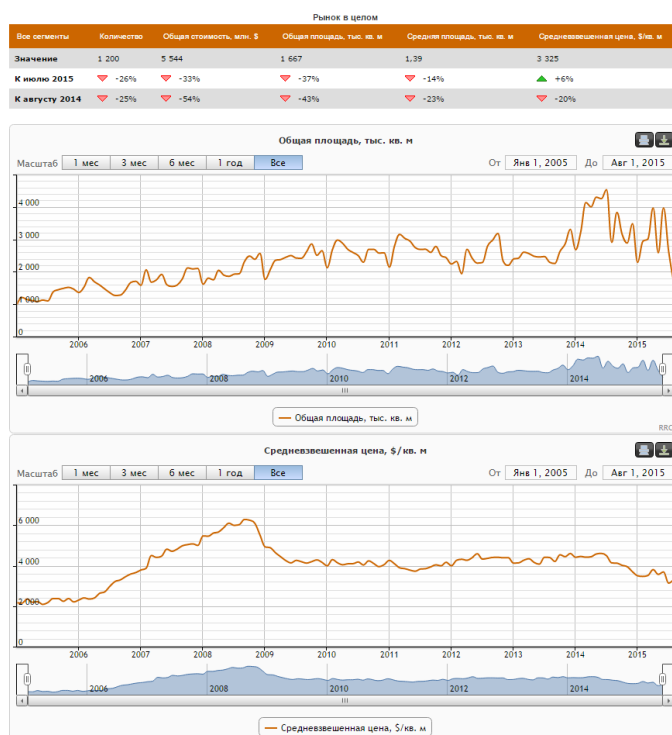 Рынок в целом
Все сегменты Количество Общая стоимость, млн. $ Общая площадь, тыс. кв. м Средняя площадь, тыс. кв. м Средневзвешенная цена, $/кв. м
Значение 1 200 5 544 1 667 1.39 3 325
К июлю 2015 -26% -33% -37% -14% +6%
К августу 2014 -25% -54% -43% -23% -20%
Общая площадь, тыс. кв. м
Масштаб 1 мес 3 мес 6 мес 1 год Все От Янв 1, 2005 До Авг 1, 2015
4 000
3 000
2 000
1 000
0
2006 2007 2008 2009 2010 2011 2012 2013 2014 2015
2006 2008 2010 2012 2014
Общая площадь, тыс. кв. м
RRG
Средневзвешенная цена, $/кв. м
Масштаб 1 мес 3 мес 6 мес 1 год Все От Янв 1, 2005 До Авг 1, 2015
6 000
4 000
2 000
0
2006 2007 2008 2009 2010 2011 2012 2013 2014 2015
2006 2008 2010 2012 2014
Средневзвешенная цена, $/кв. м